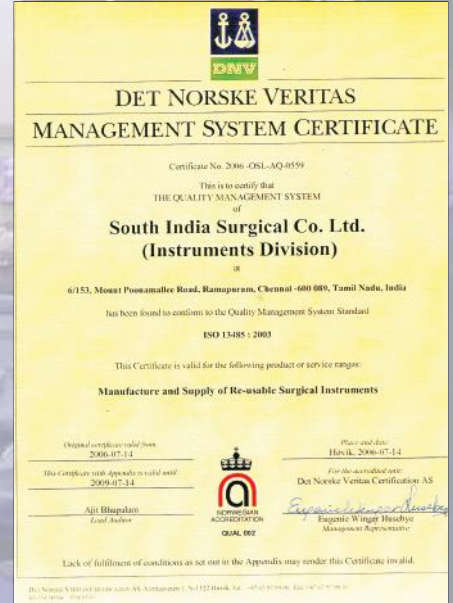 DNV
DET NORSKE VERITAS
MANAGEMENT SYSTEM CERTIFICATE
Certificate No. 2006 -OSL-AQ-0559
This is to certify that
THE QUALITY MANAGEMENT SYSTEM
of
South India Surgical Co. Ltd.
(Instruments Division)
at
6/153, Mount Poonamallee Road, Ramapuram, Chennai -600 089, Tamil Nadu, India
has been found to conform to the Quality Management System Standard
ISO 13485 : 2003
This Certificate is valid for the following product or service ranges:
Manufacture and Supply of Re-usable Surgical Instruments
Original certificate valid from:
2006-07-14
Place and date:
Høvik, 2006-07-14
This Certificate with Appendix is valid until
2009-07-14
For the accredited unit:
Det Norske Veritas Certification AS
Ajit Bhupalam
Lead Auditor
NORWEGIAN
ACCREDITATION
QUAL 002
Eugenie Winger Husebye
Management Representative
Lack of fulfilment of conditions as set out in the Appendix may render this Certificate invalid.